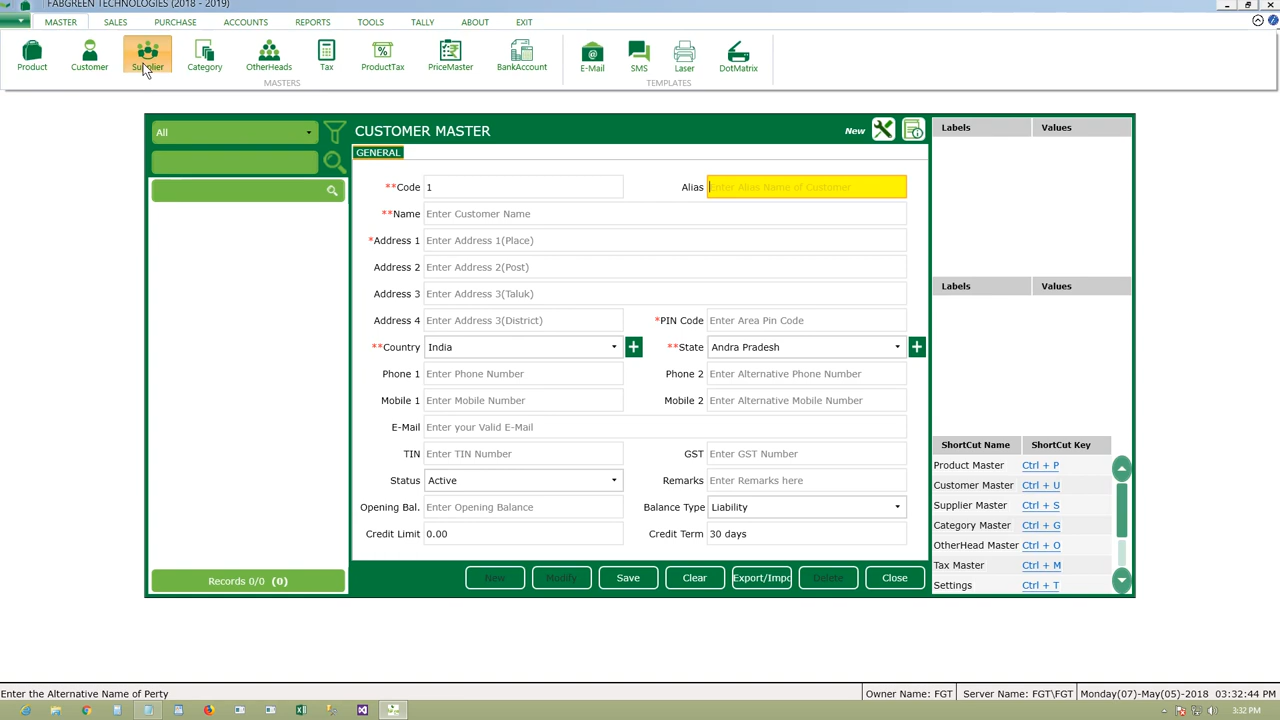 FABGREEN TECHNOLOGIES (2018 - 2019)
MASTER SALES PURCHASE ACCOUNTS REPORTS TOOLS TALLY ABOUT EXIT
Product Customer Supplier Category OtherHeads Tax ProductTax PriceMaster BankAccount E-Mail SMS Laser DotMatrix
MASTERS TEMPLATES
All
CUSTOMER MASTER New
GENERAL
**Code 1 Alias Enter Alias Name of Customer
**Name Enter Customer Name
*Address 1 Enter Address 1(Place)
Address 2 Enter Address 2(Post)
Address 3 Enter Address 3(Taluk)
Address 4 Enter Address 3(District) *PIN Code Enter Area Pin Code
**Country India **State Andra Pradesh
Phone 1 Enter Phone Number Phone 2 Enter Alternative Phone Number
Mobile 1 Enter Mobile Number Mobile 2 Enter Alternative Mobile Number
E-Mail Enter your Valid E-Mail
TIN Enter TIN Number GST Enter GST Number
Status Active Remarks Enter Remarks here
Opening Bal. Enter Opening Balance Balance Type Liability
Credit Limit 0.00 Credit Term 30 days
Records 0/0 (0)
New Modify Save Clear Export/Impc Delete Close
Labels Values
Labels Values
ShortCut Name ShortCut Key
Product Master Ctrl + P
Customer Master Ctrl + U
Supplier Master Ctrl + S
Category Master Ctrl + G
OtherHead Master Ctrl + O
Tax Master Ctrl + M
Settings Ctrl + T
Enter the Alternative Name of Perty Owner Name: FGT Server Name: FGT\FGT Monday(07)-May(05)-2018 03:32:44 PM
3:32 PM